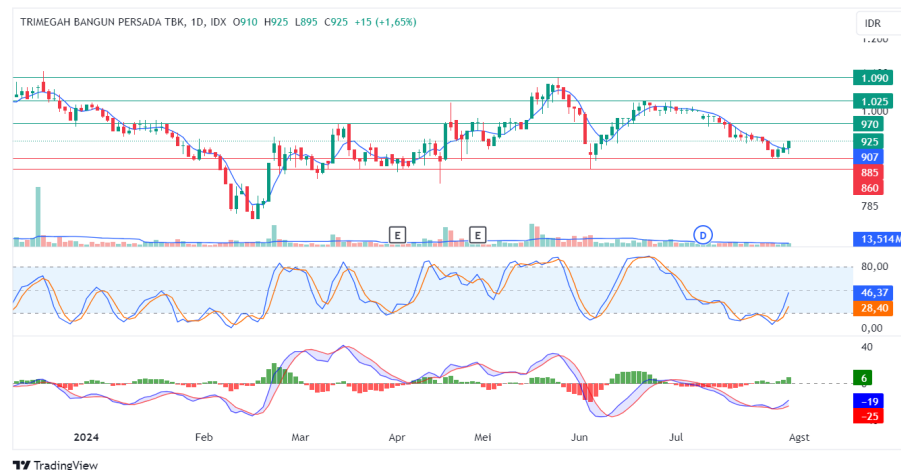 TRIMEGAH BANGUN PERSADA TBK, 1D, IDX O910 H925 L895 C925 +15 (+1,65%)
IDR
1.090
1.025
1.000
970
925
907
885
860
785
E
E
D
13,514M
80,00
46,37
28,40
0,00
40
6
−19
−25
2024
Feb
Mar
Apr
Mei
Jun
Jul
Agst
TradingView